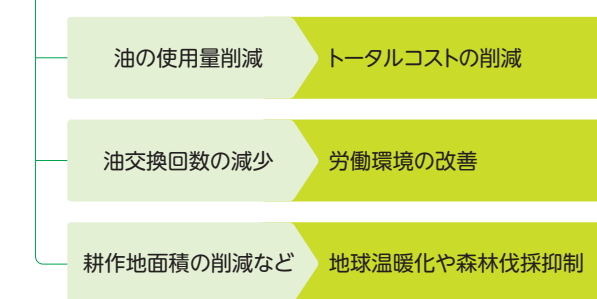 油の使用量削減 トータルコストの削減
油交換回数の減少 労働環境の改善
耕作地面積の削減など 地球温暖化や森林伐採抑制